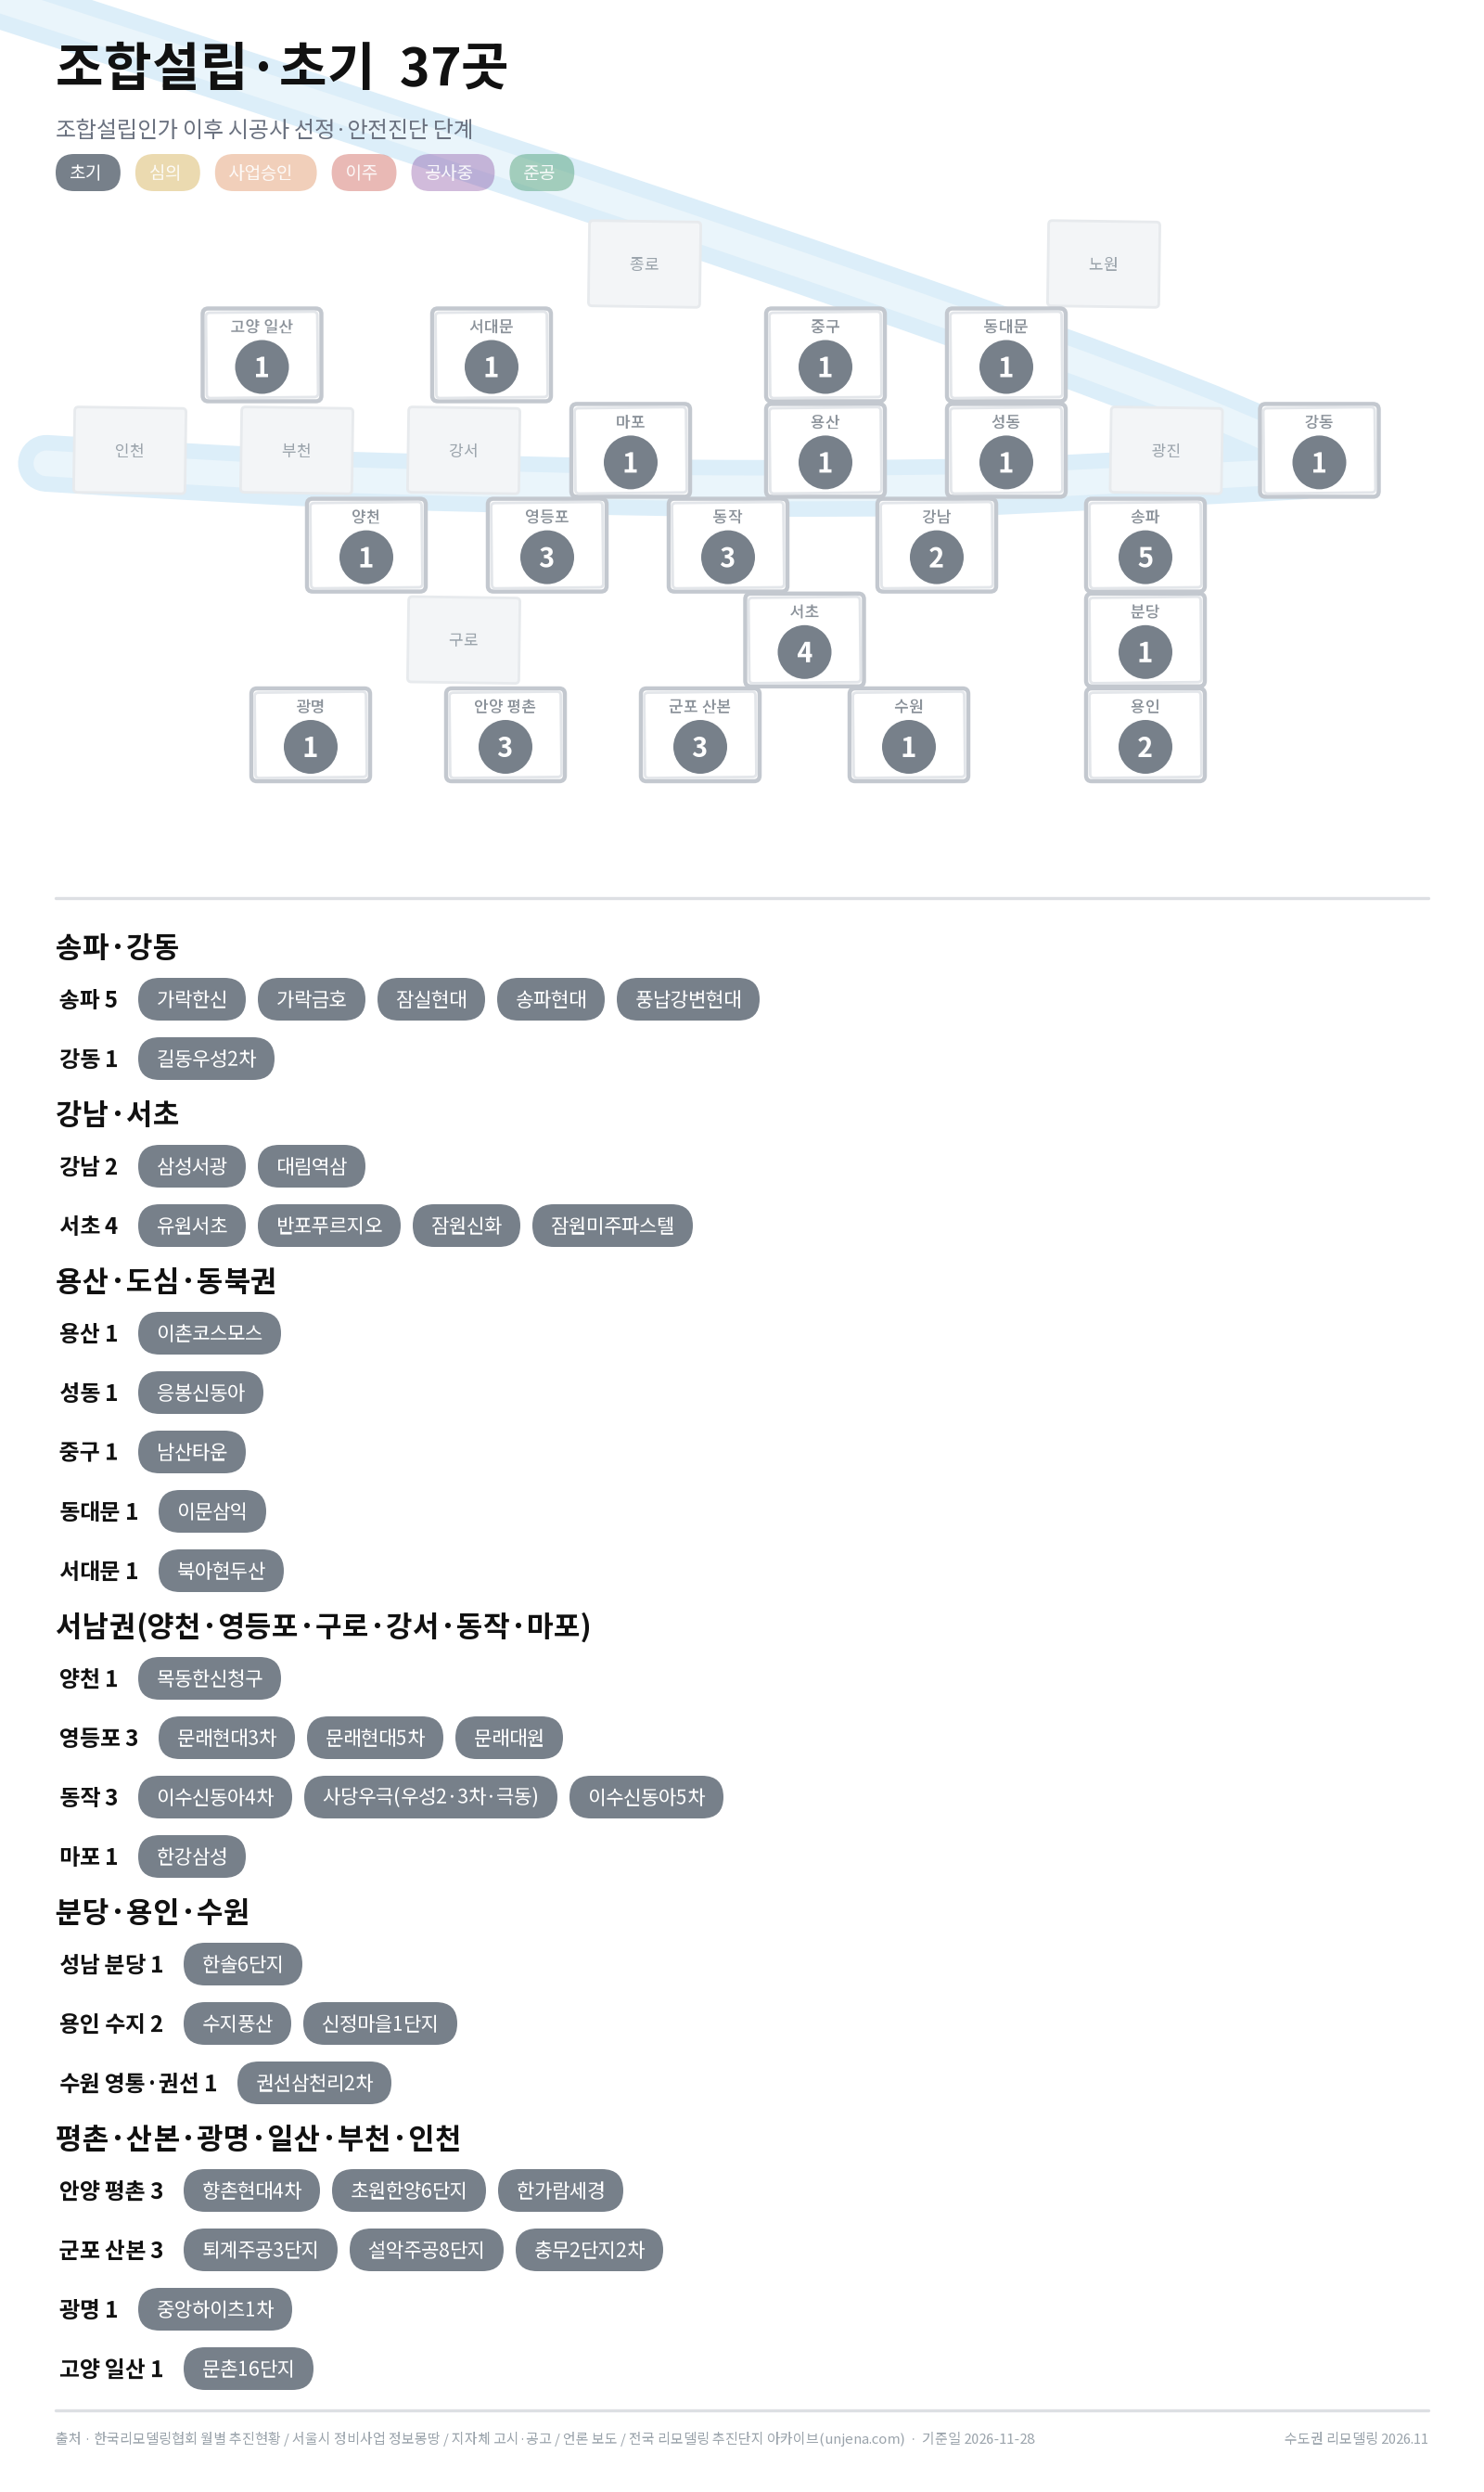 조합설립·초기 37곳
조합설립인가 이후 시공사 선정·안전진단 단계
초기 심의 사업승인 이주 공사중 준공
종로 노원
고양 일산 서대문 중구 동대문
1 1 1 1
인천 부천 강서 마포 용산 성동 광진 강동
1 1 1 1
양천 영등포 동작 강남 송파
1 3 3 2 5
구로 서초 분당
4 1
광명 안양 평촌 군포 산본 수원 용인
1 3 3 1 2
송파·강동
송파 5 가락한신 가락금호 잠실현대 송파현대 풍납강변현대
강동 1 길동우성2차
강남·서초
강남 2 삼성서광 대림역삼
서초 4 유원서초 반포푸르지오 잠원신화 잠원미주파스텔
용산·도심·동북권
용산 1 이촌코스모스
성동 1 응봉신동아
중구 1 남산타운
동대문 1 이문삼익
서대문 1 북아현두산
서남권(양천·영등포·구로·강서·동작·마포)
양천 1 목동한신청구
영등포 3 문래현대3차 문래현대5차 문래대원
동작 3 이수신동아4차 사당우극(우성2·3차·극동) 이수신동아5차
마포 1 한강삼성
분당·용인·수원
성남 분당 1 한솔6단지
용인 수지 2 수지풍산 신정마을1단지
수원 영통·권선 1 권선삼천리2차
평촌·산본·광명·일산·부천·인천
안양 평촌 3 향촌현대4차 초원한양6단지 한가람세경
군포 산본 3 퇴계주공3단지 설악주공8단지 충무2단지2차
광명 1 중앙하이츠1차
고양 일산 1 문촌16단지
출처 · 한국리모델링협회 월별 추진현황 / 서울시 정비사업 정보몽땅 / 지자체 고시·공고 / 언론 보도 / 전국 리모델링 추진단지 아카이브(unjena.com) · 기준일 2026-11-28 수도권 리모델링 2026.11